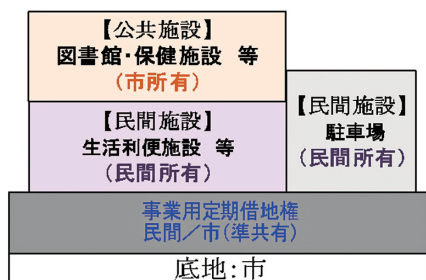 【公共施設】
図書館・保健施設 等
(市所有)
【民間施設】
生活利便施設 等
(民間所有)
【民間施設】
駐車場
(民間所有)
事業用定期借地権
民間／市(準共有)
底地:市